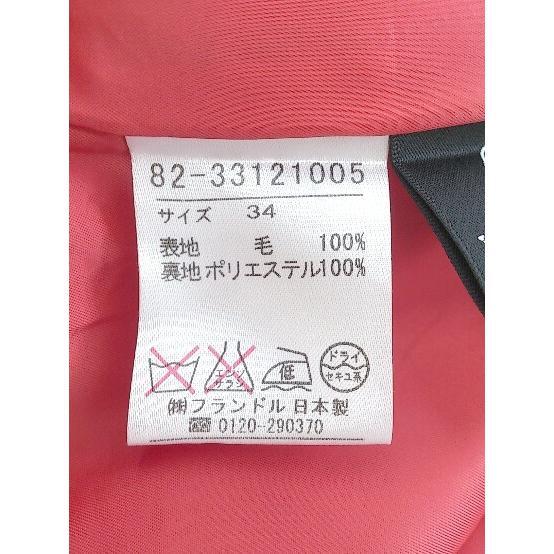 82-33121005
サイズ 34
表地 毛 100%
裏地 ポリエステル100%
エンソ
サラシ
低
ドライ
セキユ系
㈱フランドル 日本製
0120-290370